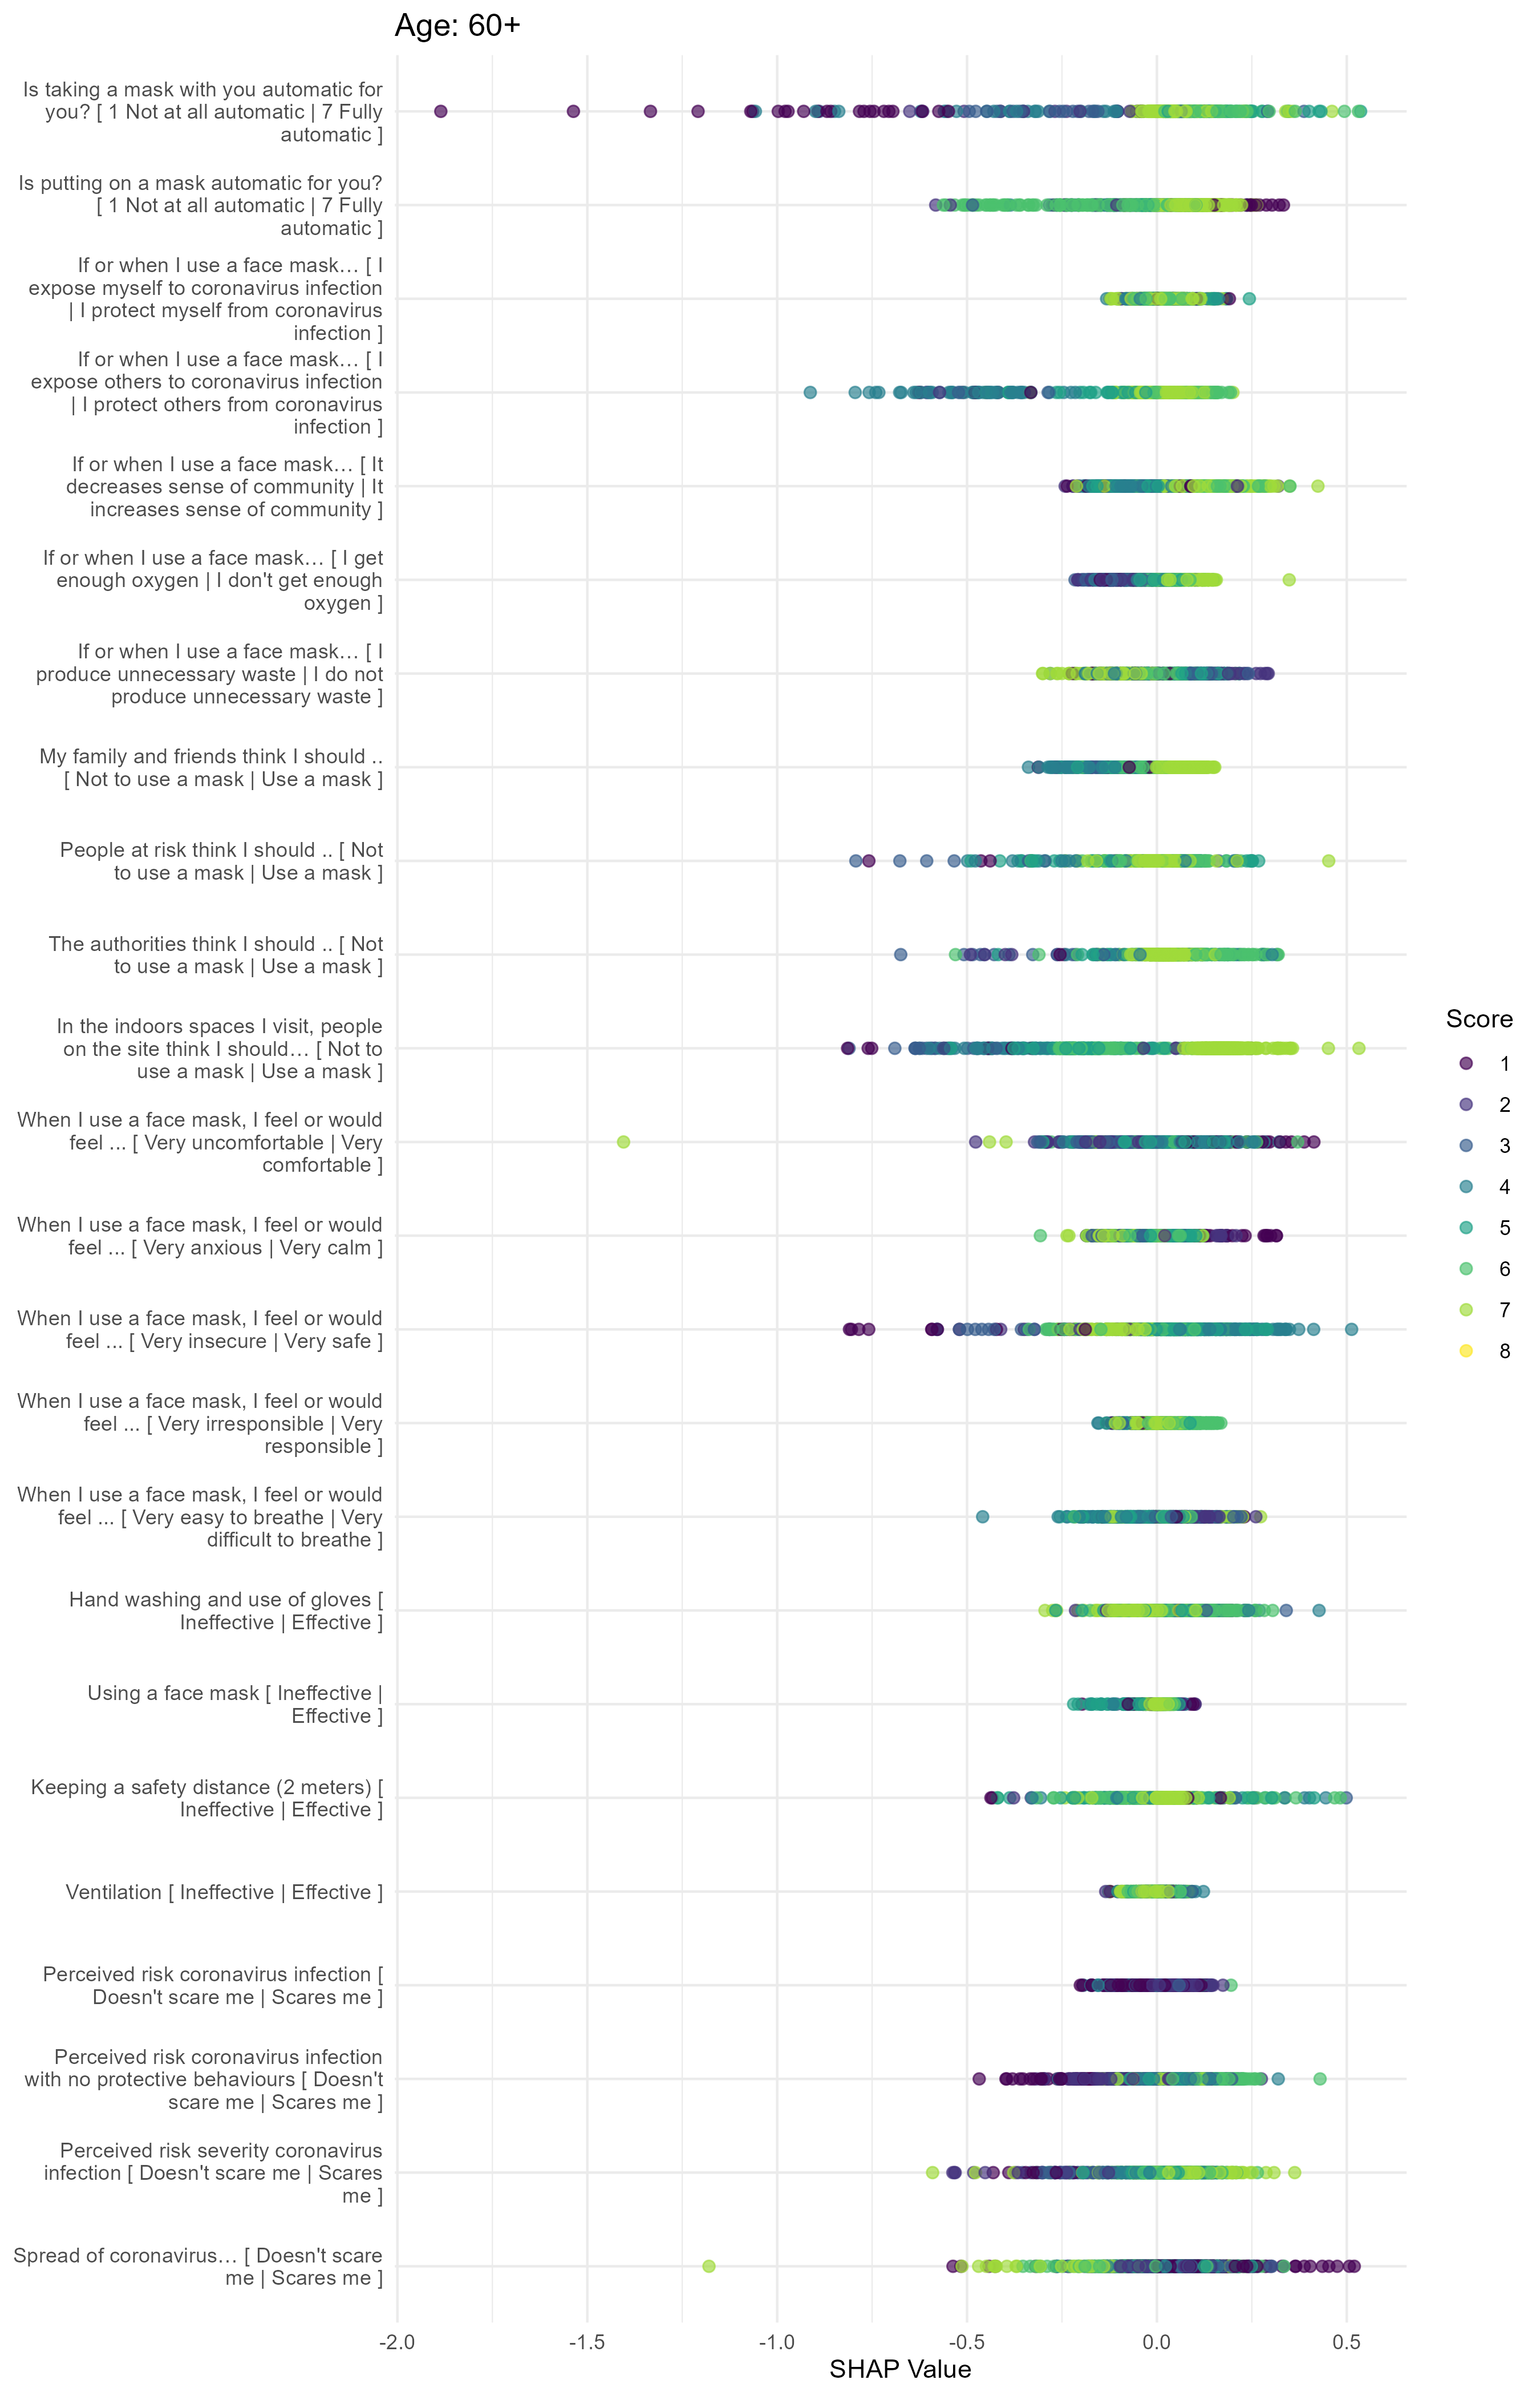 Age: 60+
Is taking a mask with you automatic for
you? [ 1 Not at all automatic | 7 Fully
automatic ]
Is putting on a mask automatic for you?
[ 1 Not at all automatic | 7 Fully
automatic ]
If or when I use a face mask… [ I
expose myself to coronavirus infection
| I protect myself from coronavirus
infection ]
If or when I use a face mask… [ I
expose others to coronavirus infection
| I protect others from coronavirus
infection ]
If or when I use a face mask… [ It
decreases sense of community | It
increases sense of community ]
If or when I use a face mask… [ I get
enough oxygen | I don't get enough
oxygen ]
If or when I use a face mask… [ I
produce unnecessary waste | I do not
produce unnecessary waste ]
My family and friends think I should ..
[ Not to use a mask | Use a mask ]
People at risk think I should .. [ Not
to use a mask | Use a mask ]
The authorities think I should .. [ Not
to use a mask | Use a mask ]
In the indoors spaces I visit, people
on the site think I should… [ Not to
use a mask | Use a mask ]
When I use a face mask, I feel or would
feel ... [ Very uncomfortable | Very
comfortable ]
When I use a face mask, I feel or would
feel ... [ Very anxious | Very calm ]
When I use a face mask, I feel or would
feel ... [ Very insecure | Very safe ]
When I use a face mask, I feel or would
feel ... [ Very irresponsible | Very
responsible ]
When I use a face mask, I feel or would
feel ... [ Very easy to breathe | Very
difficult to breathe ]
Hand washing and use of gloves [
Ineffective | Effective ]
Using a face mask [ Ineffective |
Effective ]
Keeping a safety distance (2 meters) [
Ineffective | Effective ]
Ventilation [ Ineffective | Effective ]
Perceived risk coronavirus infection [
Doesn't scare me | Scares me ]
Perceived risk coronavirus infection
with no protective behaviours [ Doesn't
scare me | Scares me ]
Perceived risk severity coronavirus
infection [ Doesn't scare me | Scares
me ]
Spread of coronavirus… [ Doesn't scare
me | Scares me ]
-2.0
-1.5
-1.0
-0.5
0.0
0.5
SHAP Value
Score
1
2
3
4
5
6
7
8